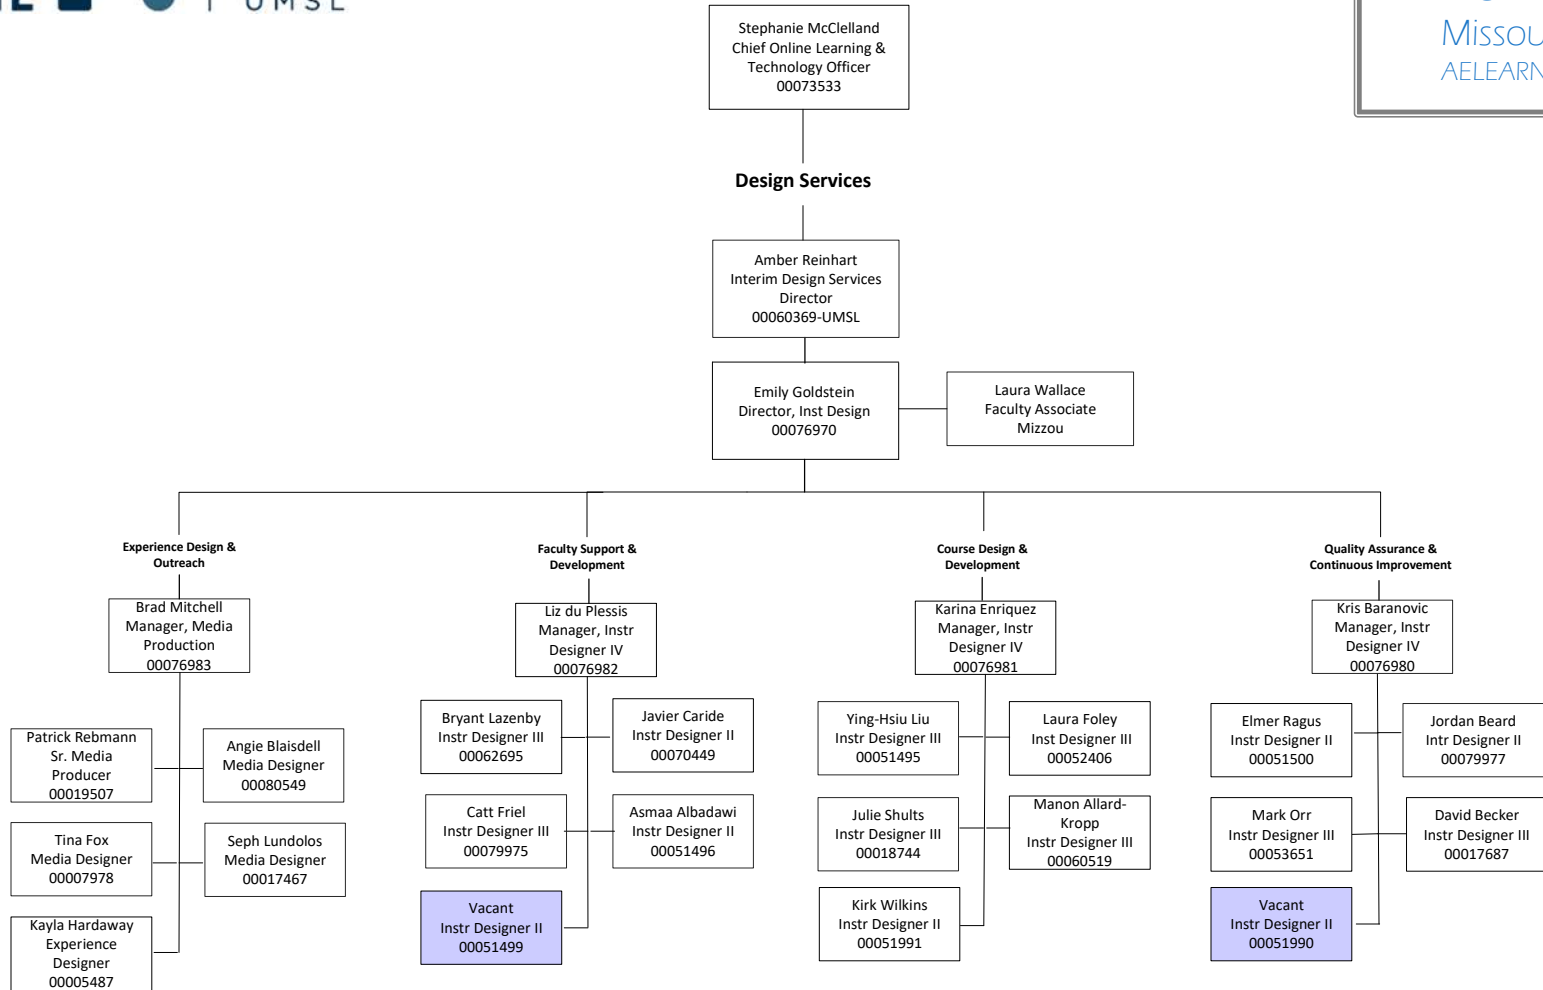 UMSL
Stephanie McClelland
Chief Online Learning &
Technology Officer
00073533
AELEARN
Design Services
Amber Reinhart
Interim Design Services
Director
00060369-UMSL
Emily Goldstein
Director, Inst Design
00076970
Laura Wallace
Faculty Associate
Mizzou
Experience Design &
Outreach
Brad Mitchell
Manager, Media
Production
00076983
Patrick Rebmann
Sr. Media
Producer
00019507
Angie Blaisdell
Media Designer
00080549
Tina Fox
Media Designer
00007978
Seph Lundolos
Media Designer
00017467
Kayla Hardaway
Experience
Designer
00005487
Faculty Support &
Development
Liz du Plessis
Manager, Instr
Designer IV
00076982
Bryant Lazenby
Instr Designer III
00062695
Javier Caride
Instr Designer II
00070449
Catt Friel
Instr Designer III
00079975
Asmaa Albadawi
Instr Designer II
00051496
Vacant
Instr Designer II
00051499
Course Design &
Development
Karina Enriquez
Manager, Instr
Designer IV
00076981
Ying-Hsiu Liu
Instr Designer III
00051495
Laura Foley
Inst Designer III
00052406
Julie Shults
Instr Designer III
00018744
Manon Allard-
Kropp
Instr Designer III
00060519
Kirk Wilkins
Instr Designer II
00051991
Quality Assurance &
Continuous Improvement
Kris Baranovic
Manager, Instr
Designer IV
00076980
Elmer Ragus
Instr Designer II
00051500
Jordan Beard
Intr Designer II
00079977
Mark Orr
Instr Designer III
00053651
David Becker
Instr Designer III
00017687
Vacant
Instr Designer II
00051990